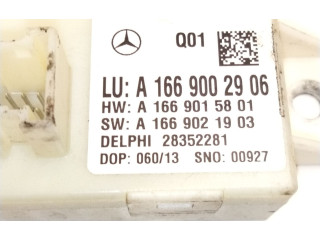 Q01
LU: A 166 900 29 06
HW: A 166 901 58 01
SW: A 166 902 19 03
DELPHI 28352281
DOP: 060/13 SNO: 00927